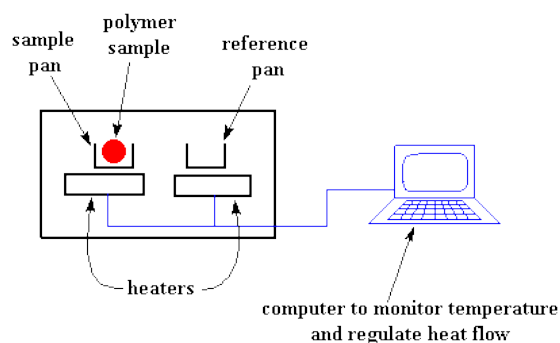 sample
pan
polymer
sample
reference
pan
heaters
computer to monitor temperature
and regulate heat flow